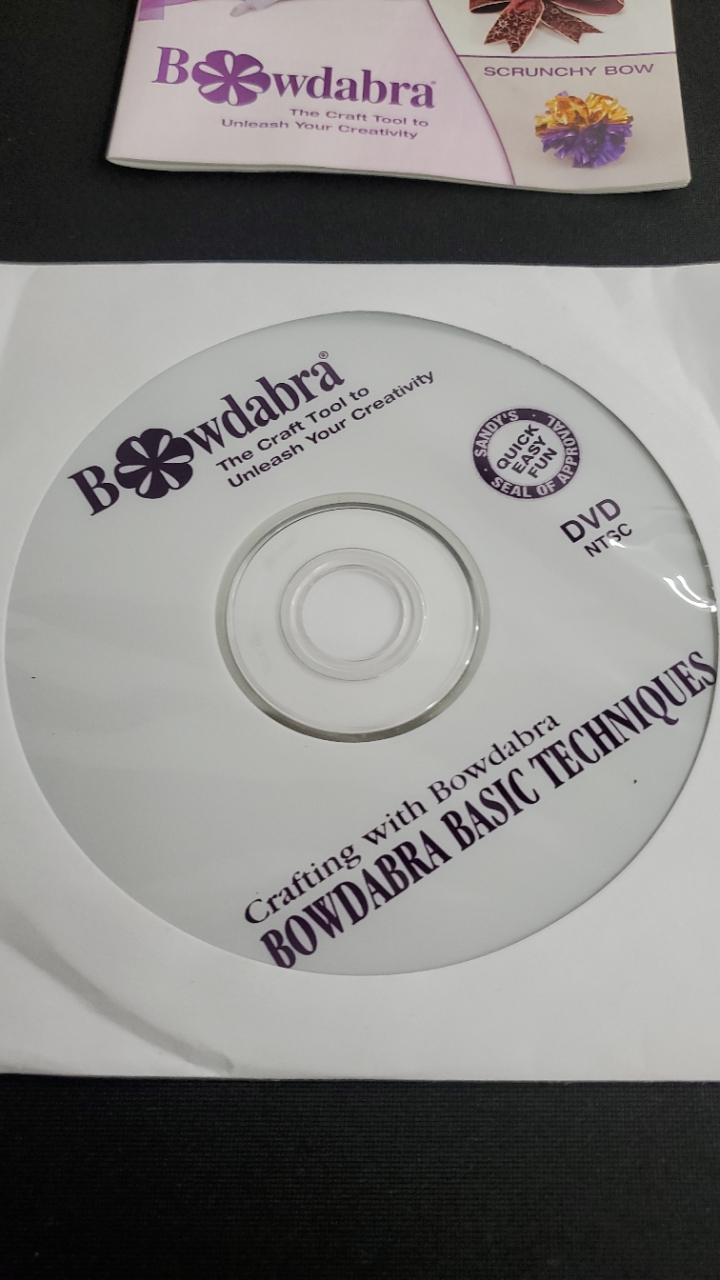 Bowdabra
The Craft Tool to
Unleash Your Creativity
SCRUNCHY BOW
Bowdabra®
The Craft Tool to
Unleash Your Creativity
SANDY'S
QUICK
EASY
FUN
SEAL OF APPROVAL
DVD
NTSC
Crafting with Bowdabra
BOWDABRA BASIC TECHNIQUES